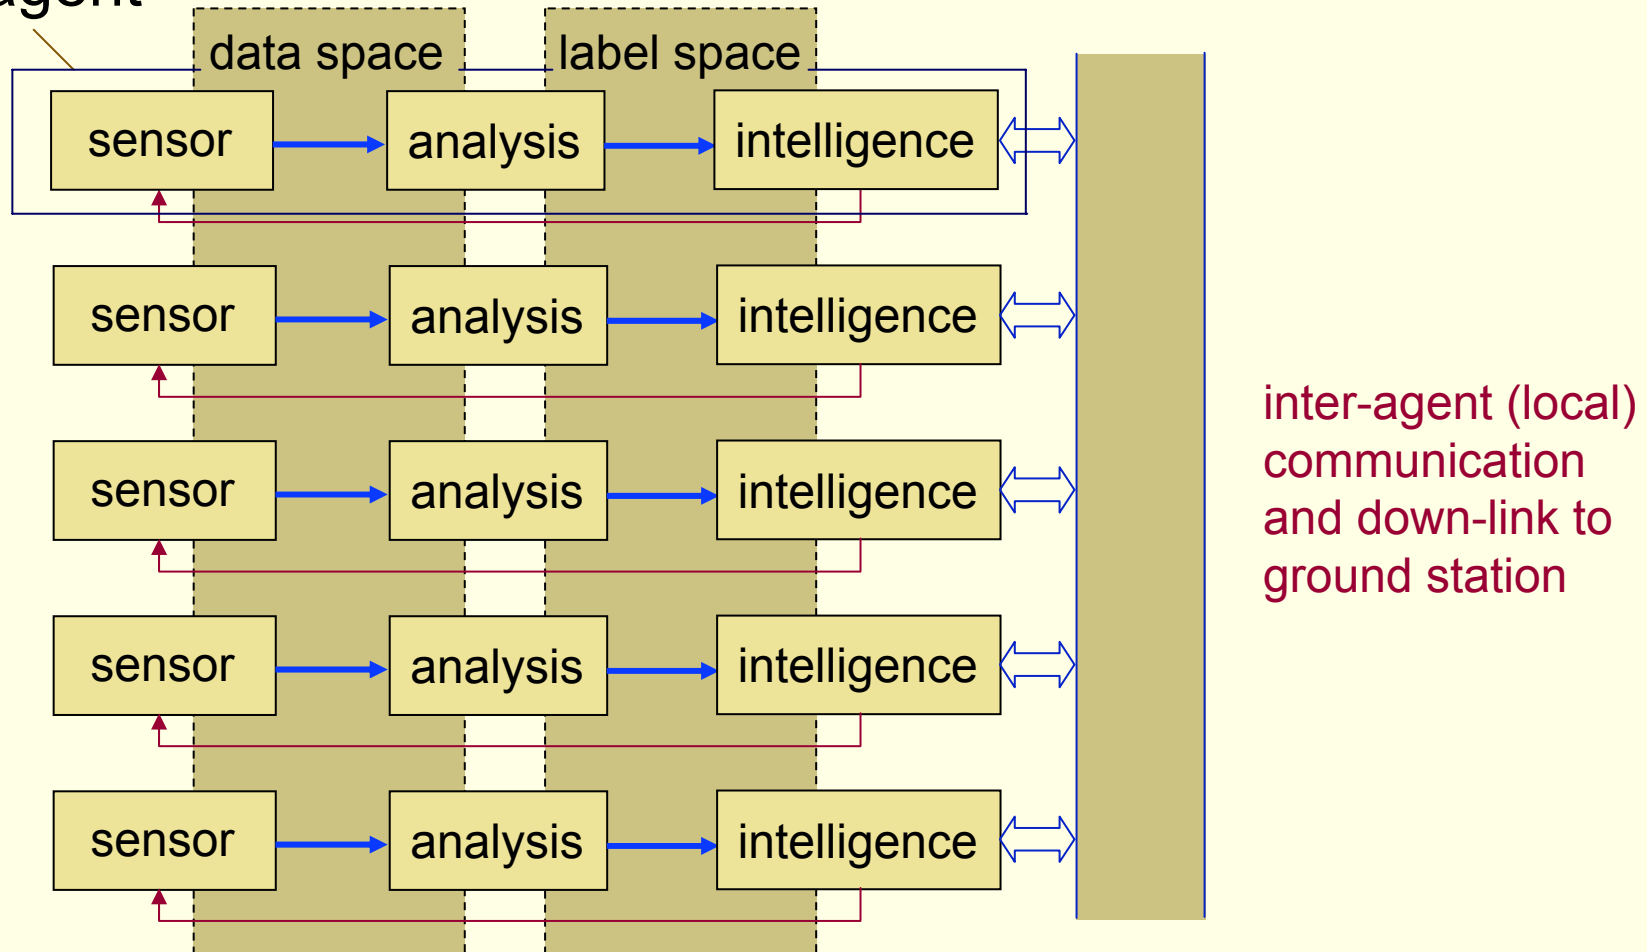 agent
data space label space
sensor analysis intelligence
sensor analysis intelligence
inter-agent (local)
communication
and down-link to
ground station
sensor analysis intelligence
sensor analysis intelligence
sensor analysis intelligence